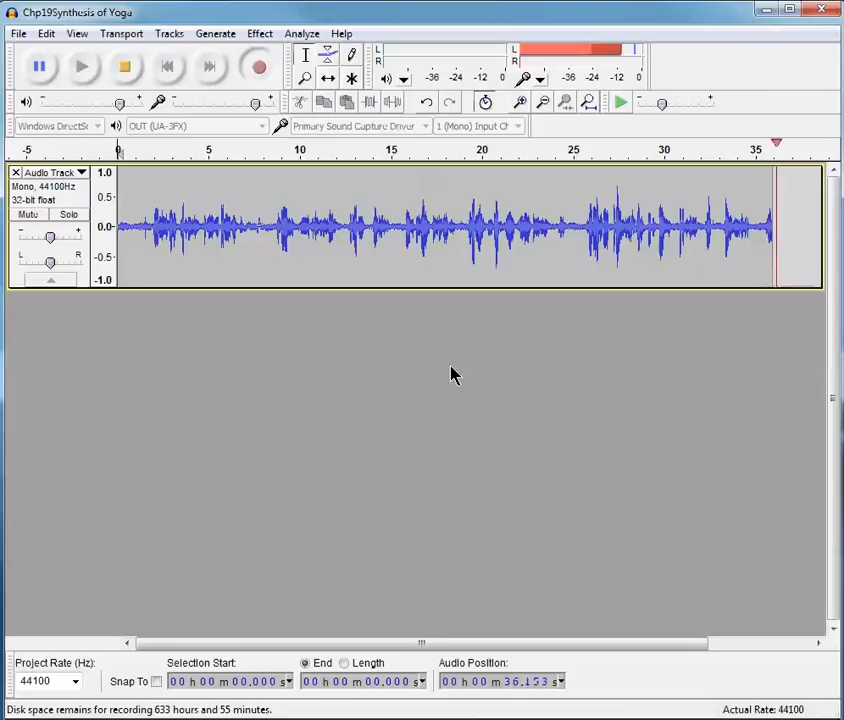 Chp19Synthesis of Yoga
File Edit View Transport Tracks Generate Effect Analyze Help
L R -36 -24 -12 0 L R -36 -24 -12 0
Windows DirectSc OUT (UA-3FX) Primary Sound Capture Driver 1 (Mono) Input Ch
-5 0 5 10 15 20 25 30 35
Audio Track 1.0
Mono, 44100Hz
32-bit float 0.5
Mute Solo
- + 0.0
L R -0.5
-1.0
Project Rate (Hz): Selection Start: End Length Audio Position:
44100 Snap To 00 h 00 m 00.000 s 00 h 00 m 00.000 s 00 h 00 m 36.153 s
Disk space remains for recording 633 hours and 55 minutes. Actual Rate: 44100